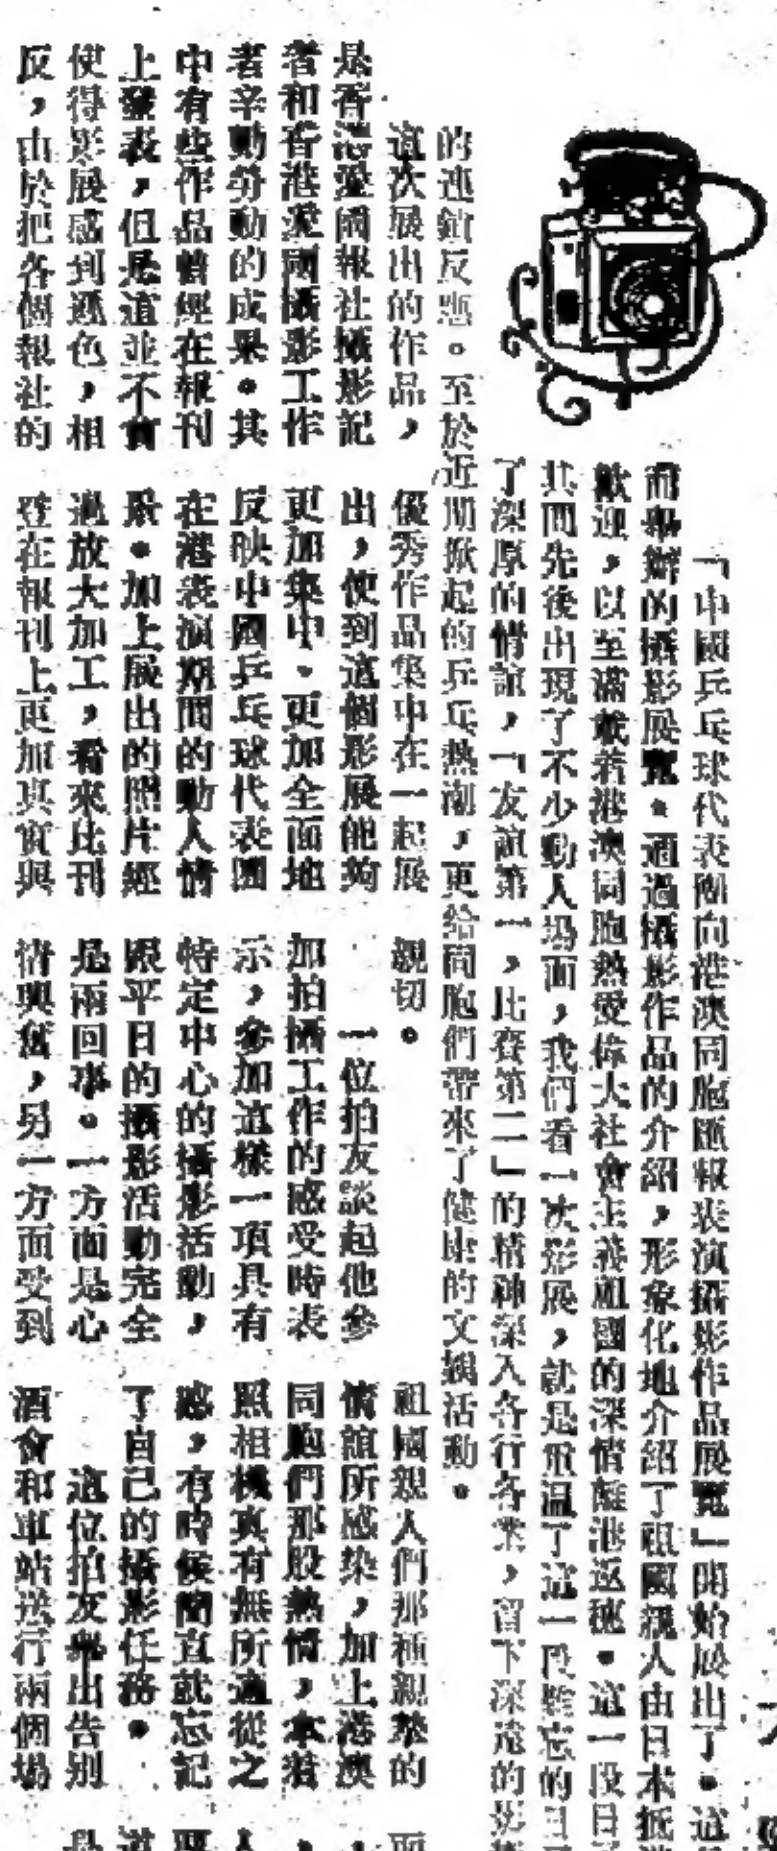 「中國乒乓球代表團向港澳同胞匯報表演攝影作品展覽」開始展出了。這
而舉辦的攝影展覽。通過攝影作品的介紹,形象化地介紹了祖國親人由日本抵
歡迎,以至滿載着港澳同胞熱愛偉大社會主義祖國的深情離港返穗。這一段日
其間先後出現了不少動人場面,我們看一次影展,就是重溫了這一段難忘的日
了深厚的情誼,「友誼第一,比賽第二」的精神深入各行各業,留下深遠的影
的連鎖反應。至於近期掀起的乒乓熱潮,更給同胞們帶來了健康的文娛活動。
這次展出的作品,
是香港愛國報社攝影記
者和香港愛國攝影工作
者辛勤勞動的成果。其
中有些作品曾經在報刊
上發表,但是這並不會
使得影展感到遜色,相
反,由於把各個報社的
優秀作品集中在一起展
出,使到這個影展能夠
更加集中、更加全面地
反映中國乒乓球代表團
在港表演期間的動人情
景。加上展出的照片經
過放大加工,看來比刊
登在報刊上更加真實與
親切。
一位拍友談起他參
加拍攝工作的感受時表
示,參加這樣一項具有
特定中心的攝影活動,
跟平日的攝影活動完全
是兩回事。一方面是心
情興奮,另一方面受到
祖國親人們那種親摯的
情誼所感染,加上港澳
同胞們那股熱情,拿着
照相機真有無所適從之
感,有時候簡直就忘記
了自己的攝影任務。
這位拍友舉出告別
酒會和車站送行兩個場